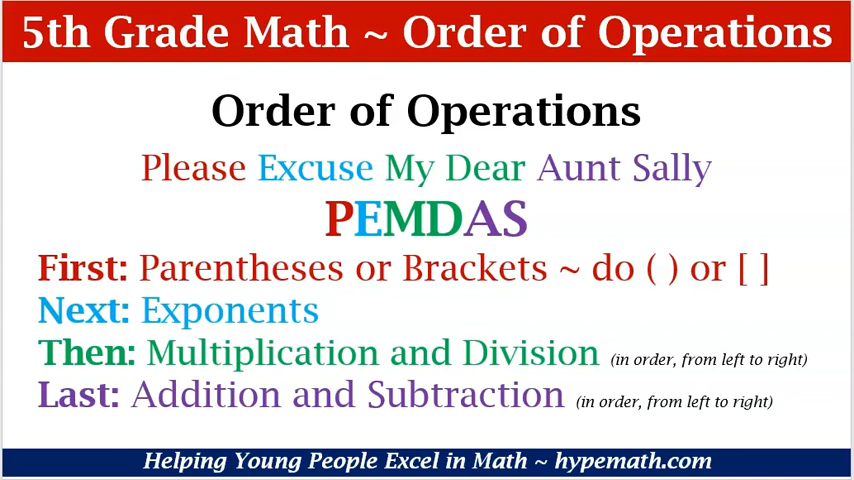 5th Grade Math ~ Order of Operations
Order of Operations
Please Excuse My Dear Aunt Sally
PEMDAS
First: Parentheses or Brackets ~ do ( ) or [ ]
Next: Exponents
Then: Multiplication and Division (in order, from left to right)
Last: Addition and Subtraction (in order, from left to right)
Helping Young People Excel in Math ~ hypemath.com